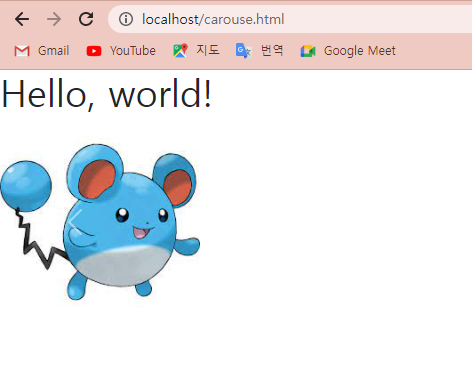 localhost/carouse.html
Gmail YouTube 지도 번역 Google Meet
Hello, world!